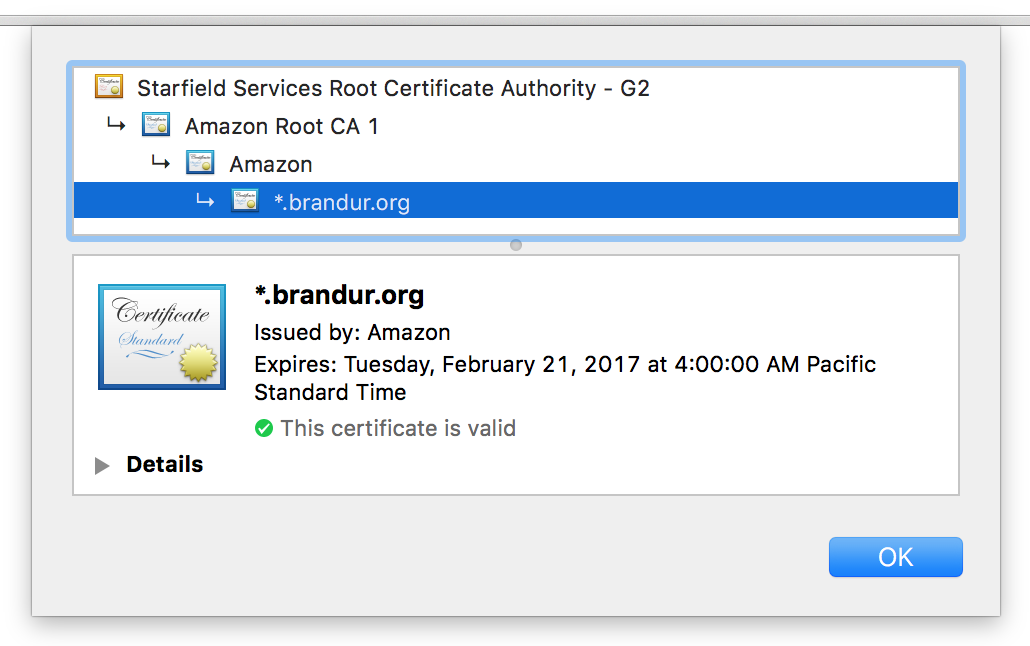 Starfield Services Root Certificate Authority - G2
Amazon Root CA 1
Amazon
*.brandur.org
*.brandur.org
Certificate
Standard
Issued by: Amazon
Expires: Tuesday, February 21, 2017 at 4:00:00 AM Pacific
Standard Time
This certificate is valid
Details
OK